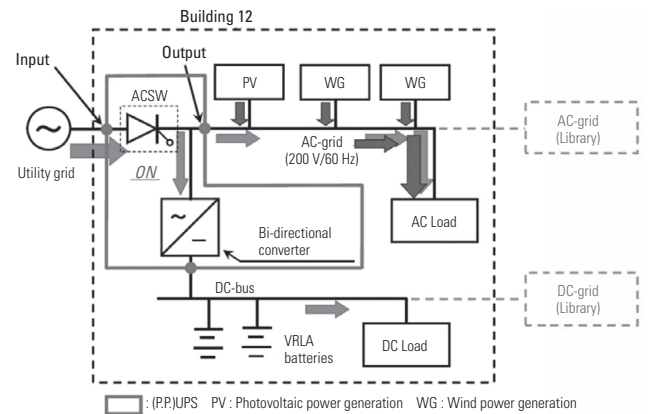 Building 12
Input
Output
ACSW
PV
WG
WG
AC-grid
(Library)
AC-grid
(200 V/60 Hz)
Utility grid
ON
AC Load
Bi-directional
converter
DC-bus
DC-grid
(Library)
VRLA
batteries
DC Load
: (P.P.)UPS PV : Photovoltaic power generation WG : Wind power generation